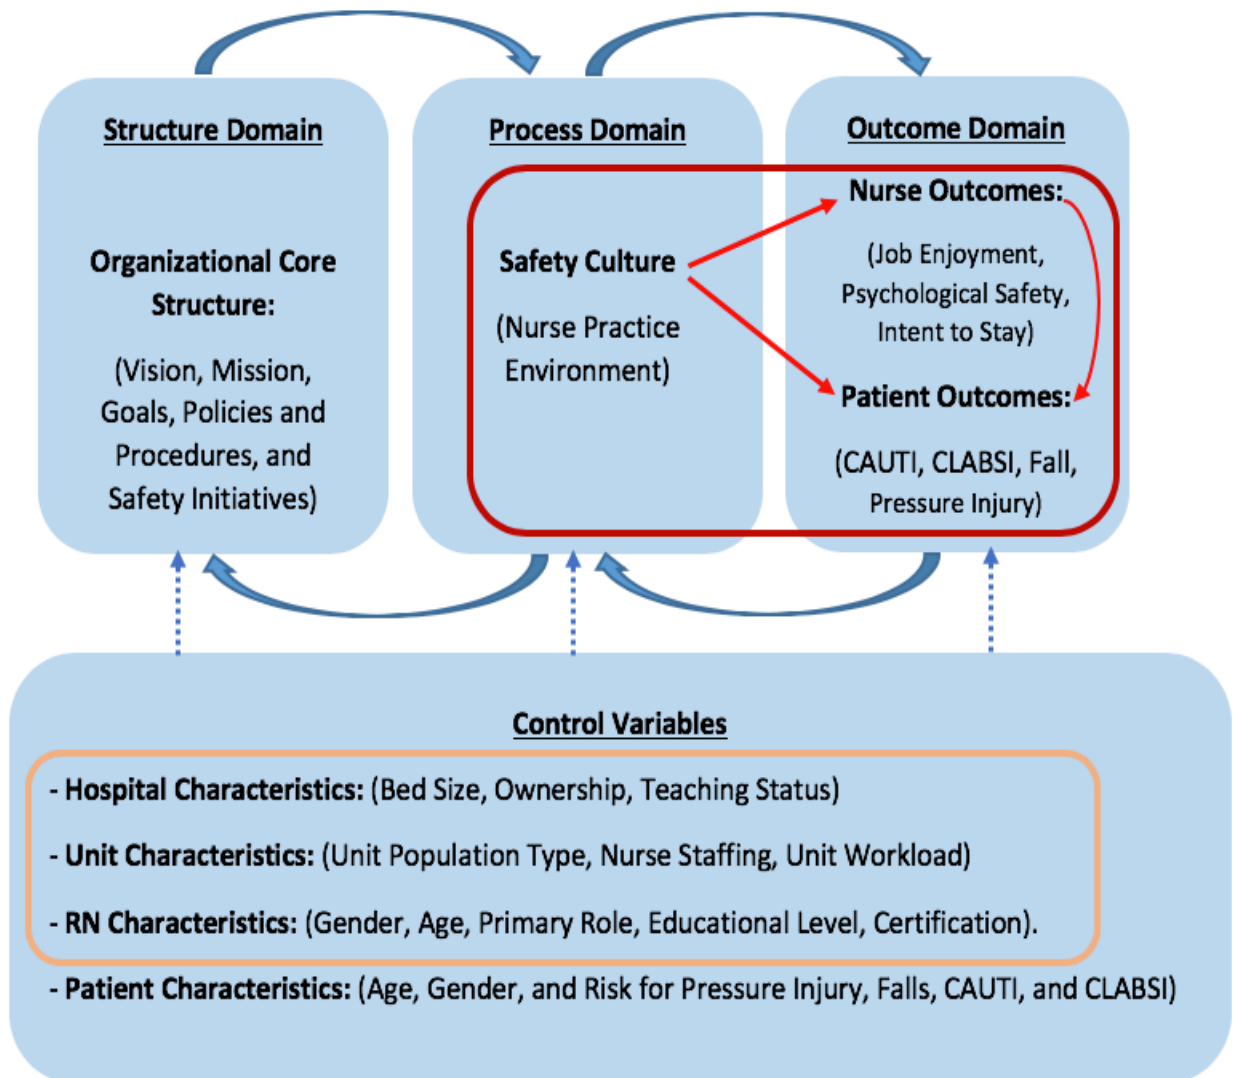 Structure Domain
Organizational Core
Structure:
(Vision, Mission,
Goals, Policies and
Procedures, and
Safety Initiatives)
Process Domain
Safety Culture
(Nurse Practice
Environment)
Outcome Domain
Nurse Outcomes:
(Job Enjoyment,
Psychological Safety,
Intent to Stay)
Patient Outcomes:
(CAUTI, CLABSI, Fall,
Pressure Injury)
Control Variables
- Hospital Characteristics: (Bed Size, Ownership, Teaching Status)
- Unit Characteristics: (Unit Population Type, Nurse Staffing, Unit Workload)
- RN Characteristics: (Gender, Age, Primary Role, Educational Level, Certification).
- Patient Characteristics: (Age, Gender, and Risk for Pressure Injury, Falls, CAUTI, and CLABSI)